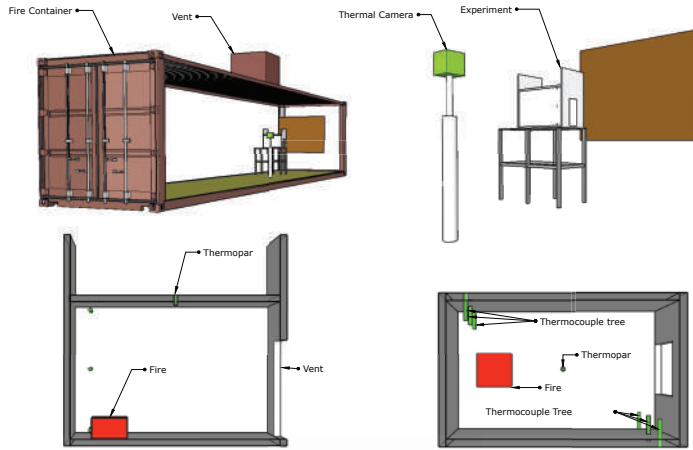 Fire Container
Vent
Thermal Camera
Experiment
Thermopar
Fire
Vent
Thermocouple tree
Thermopar
Fire
Thermocouple Tree